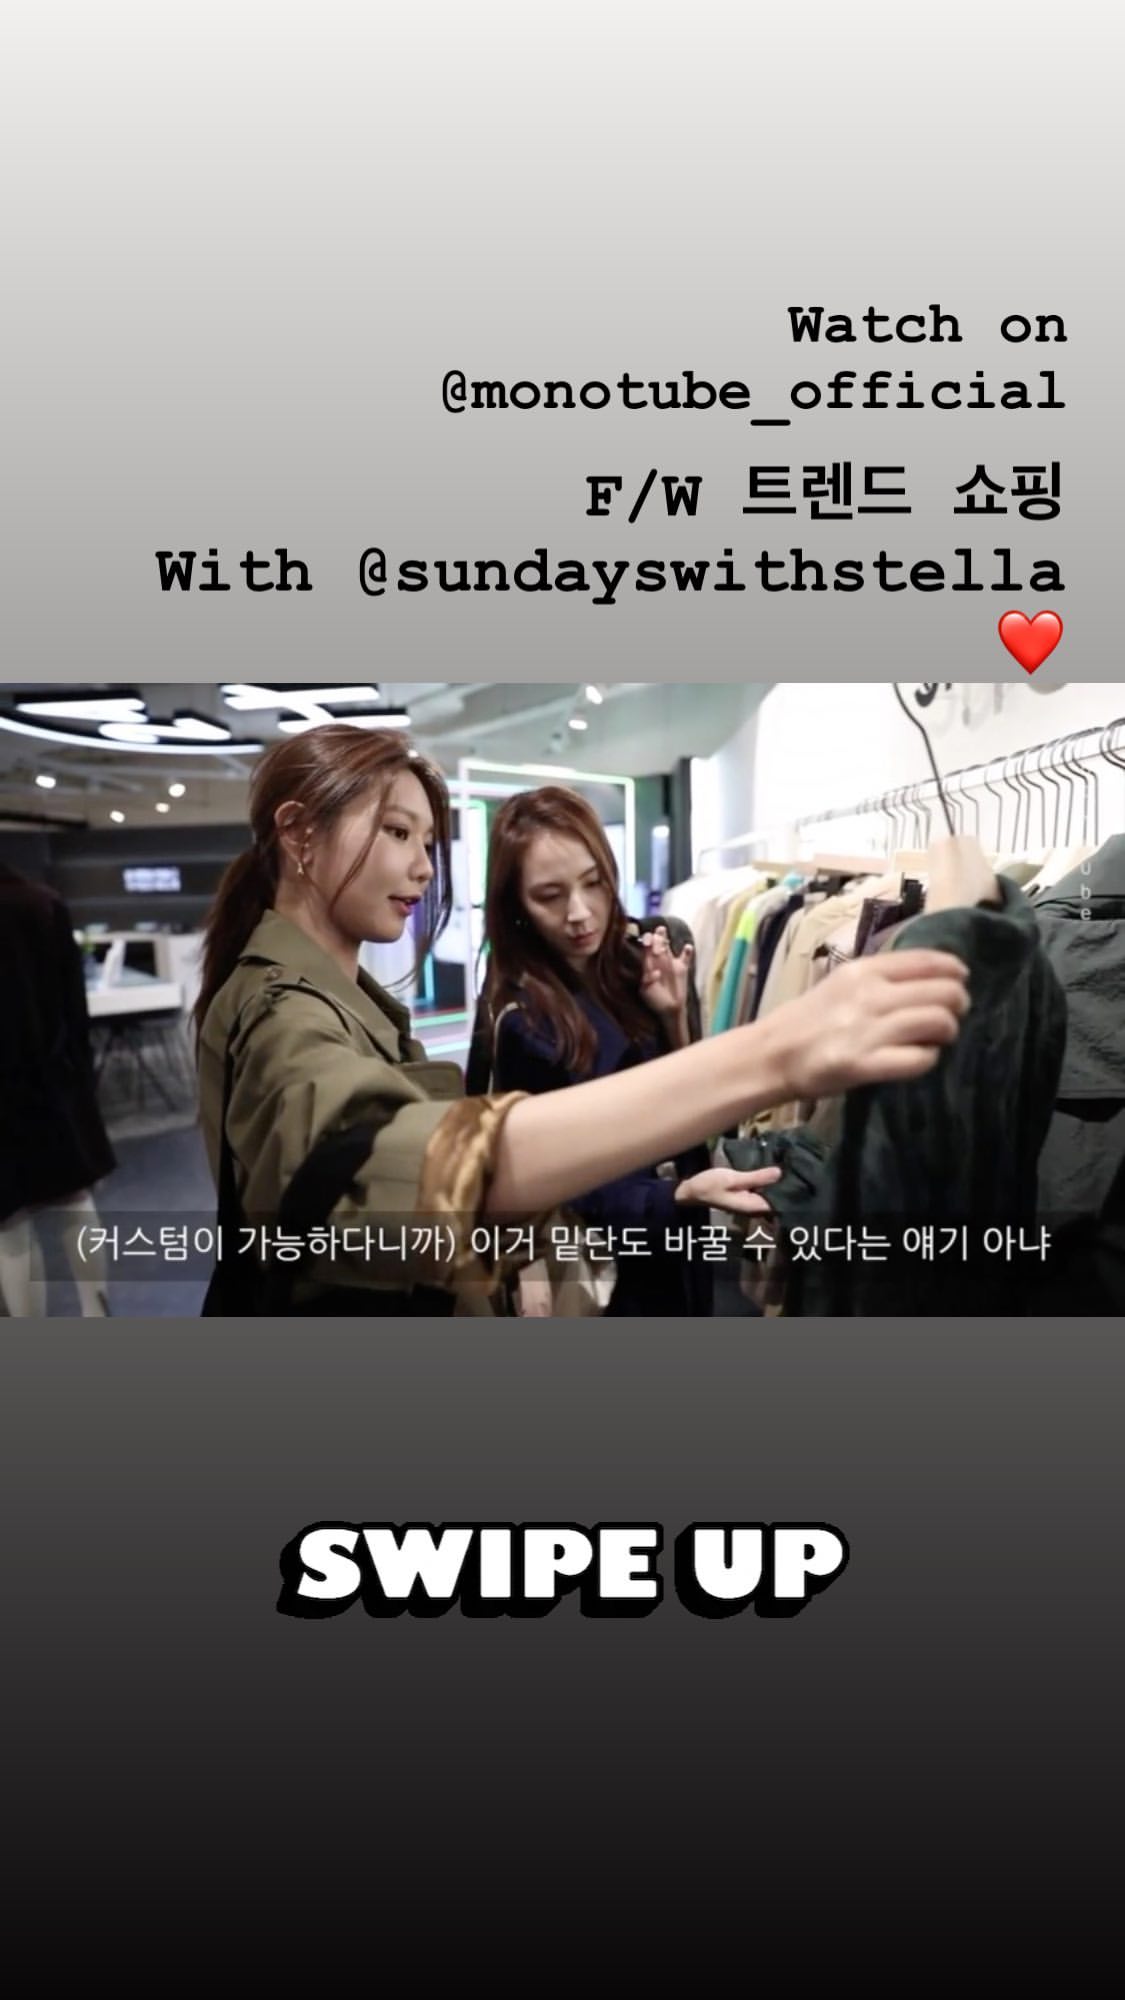 Watch on
@monotube_official
F/W 트렌드 쇼핑
With @sundayswithstella
❤️
ube
(커스텀이 가능하다니까) 이거 밑단도 바꿀 수 있다는 얘기 아냐
SWIPE UP